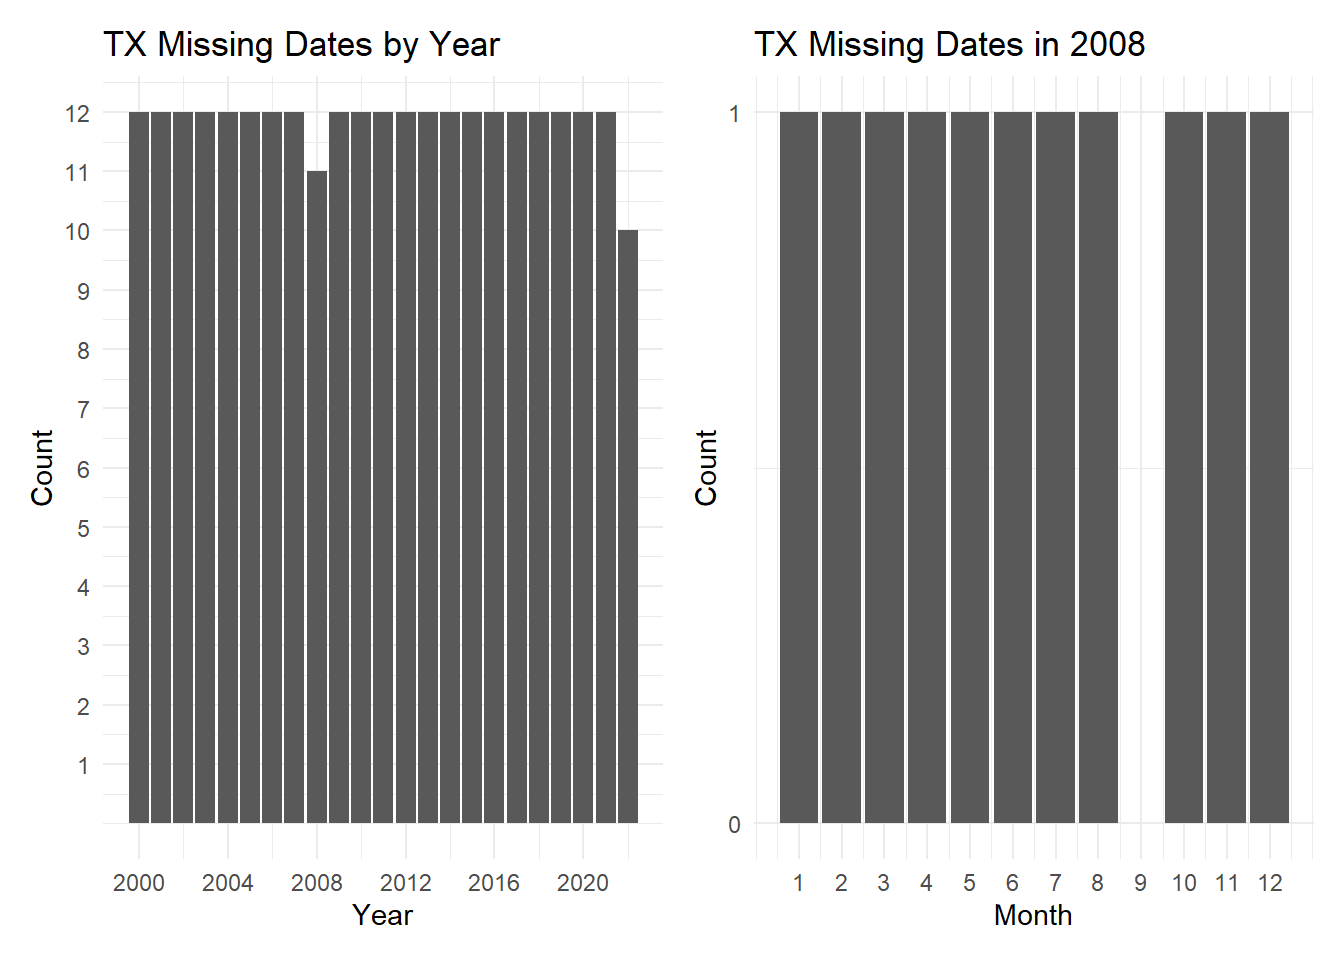 TX Missing Dates by Year
12
11
10
9
8
7
6
5
4
3
2
1
Count
2000 2004 2008 2012 2016 2020
Year
TX Missing Dates in 2008
1
0
Count
1 2 3 4 5 6 7 8 9 10 11 12
Month